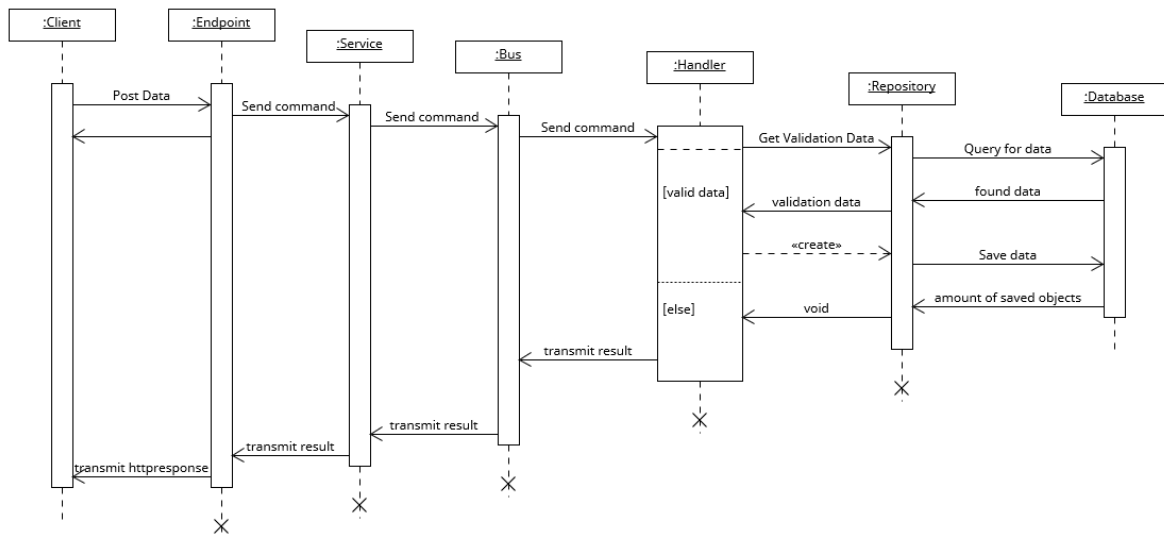 :Client
:Endpoint
:Service
:Bus
:Handler
:Repository
:Database
Post Data
Send command
Send command
Send command
Get Validation Data
Query for data
[valid data]
found data
validation data
«create»
Save data
amount of saved objects
[else]
void
transmit result
transmit result
transmit result
transmit httpresponse